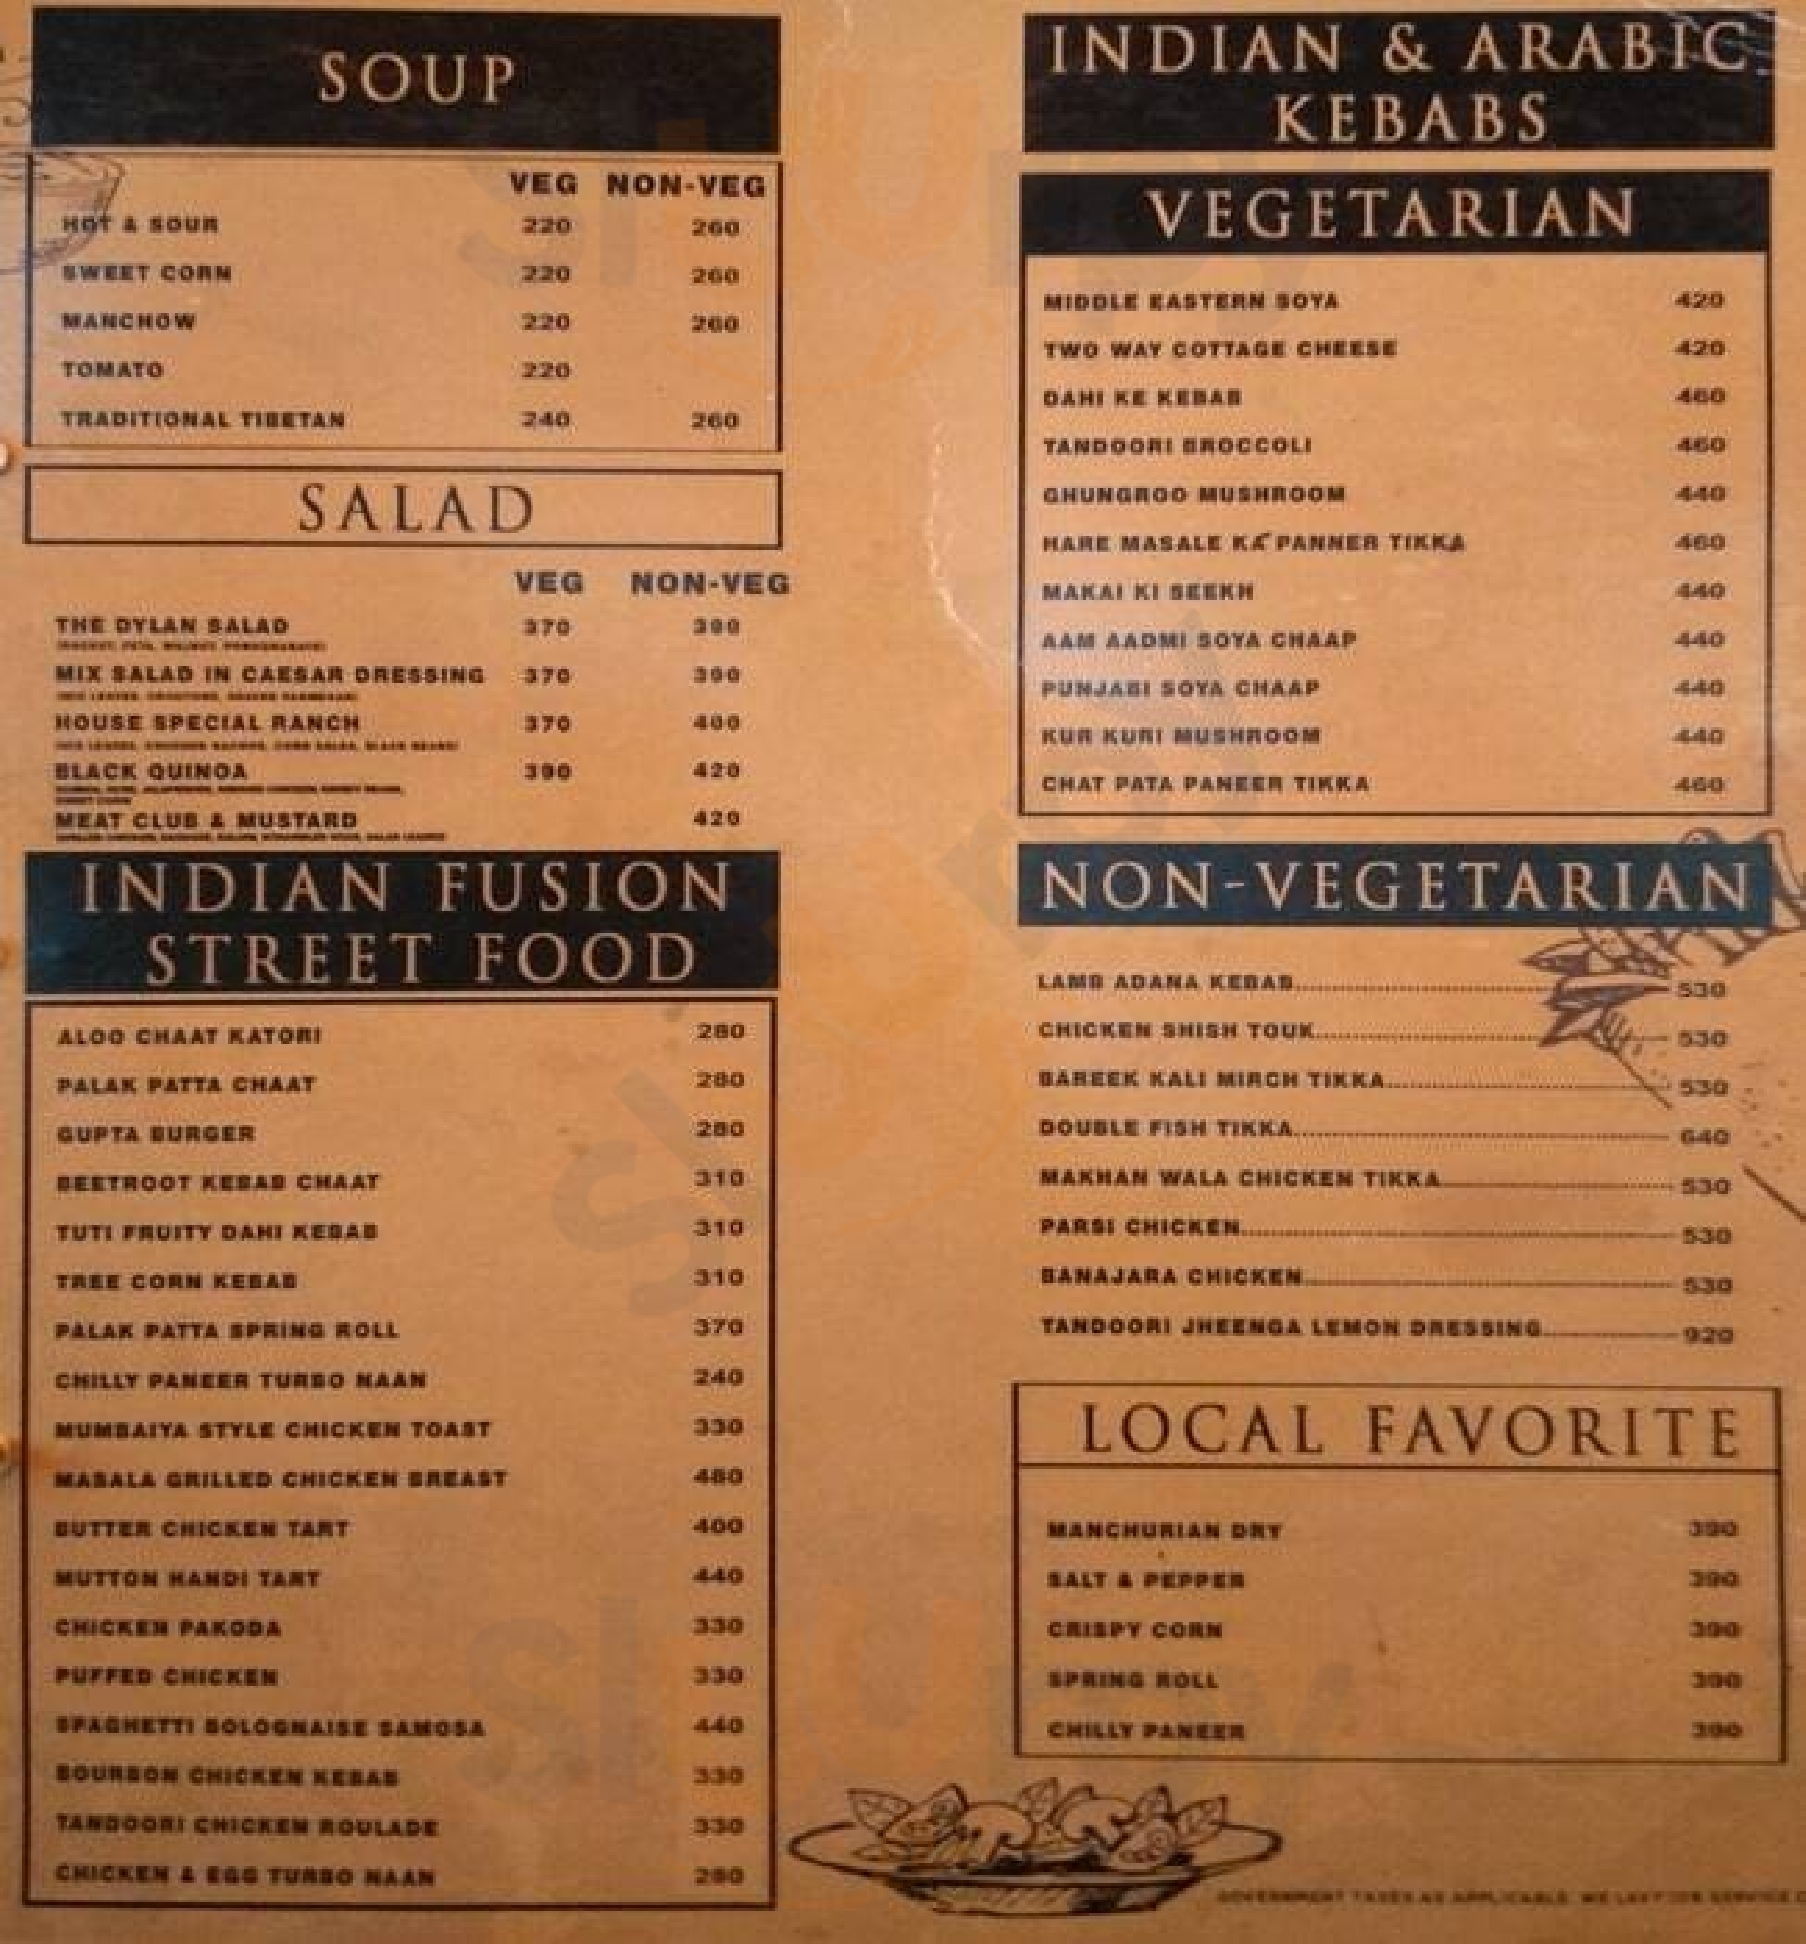 SOUP
VEG NON-VEG
HOT & SOUR 220 260
SWEET CORN 220 260
MANCHOW 220 260
TOMATO 220
TRADITIONAL TIBETAN 240 260
SALAD
VEG NON-VEG
THE DYLAN SALAD 370 390
MIX SALAD IN CAESAR DRESSING 370 390
HOUSE SPECIAL RANCH 370 400
BLACK QUINOA 390 420
MEAT CLUB & MUSTARD 420
INDIAN FUSION
STREET FOOD
ALOO CHAAT KATORI 280
PALAK PATTA CHAAT 280
GUPTA BURGER 280
BEETROOT KEBAB CHAAT 310
TUTI FRUITY DAHI KEBAB 310
TREE CORN KEBAB 310
PALAK PATTA SPRING ROLL 370
CHILLY PANEER TURBO NAAN 240
MUMBAIYA STYLE CHICKEN TOAST 330
MASALA GRILLED CHICKEN BREAST 480
BUTTER CHICKEN TART 400
MUTTON HANDI TART 440
CHICKEN PAKODA 330
PUFFED CHICKEN 330
SPAGHETTI BOLOGNAISE SAMOSA 440
BOURBON CHICKEN KEBAB 330
TANDOORI CHICKEN ROULADE 330
CHICKEN & EGG TURBO NAAN 280
INDIAN & ARABIC
KEBABS
VEGETARIAN
MIDDLE EASTERN SOYA 420
TWO WAY COTTAGE CHEESE 420
DAHI KE KEBAB 460
TANDOORI BROCCOLI 460
GHUNGROO MUSHROOM 440
HARE MASALE KA PANNER TIKKA 460
MAKAI KI SEEKH 440
AAM AADMI SOYA CHAAP 440
PUNJABI SOYA CHAAP 440
KUR KURI MUSHROOM 440
CHAT PATA PANEER TIKKA 460
NON-VEGETARIAN
LAMB ADANA KEBAB 530
CHICKEN SHISH TOUK 530
BAREEK KALI MIRCH TIKKA 530
DOUBLE FISH TIKKA 640
MAKHAN WALA CHICKEN TIKKA 530
PARSI CHICKEN 530
BANAJARA CHICKEN 530
TANDOORI JHEENGA LEMON DRESSING 920
LOCAL FAVORITE
MANCHURIAN DRY 390
SALT & PEPPER 390
CRISPY CORN 390
SPRING ROLL 390
CHILLY PANEER 390
GOVERNMENT TAXES AS APPLICABLE. WE LEVY 10% SERVICE